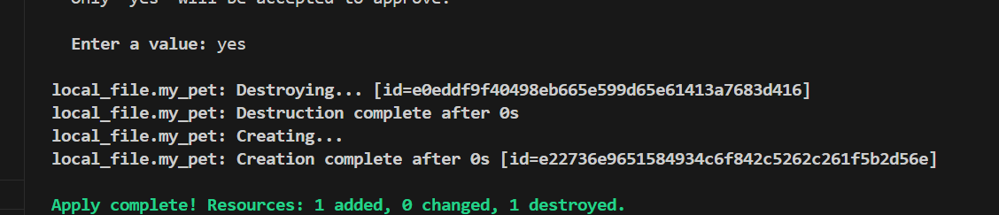 Only 'yes' will be accepted to approve.
Enter a value: yes
local_file.my_pet: Destroying... [id=e0eddf9f40498eb665e599d65e61413a7683d416]
local_file.my_pet: Destruction complete after 0s
local_file.my_pet: Creating...
local_file.my_pet: Creation complete after 0s [id=e22736e9651584934c6f842c5262c261f5b2d56e]
Apply complete! Resources: 1 added, 0 changed, 1 destroyed.